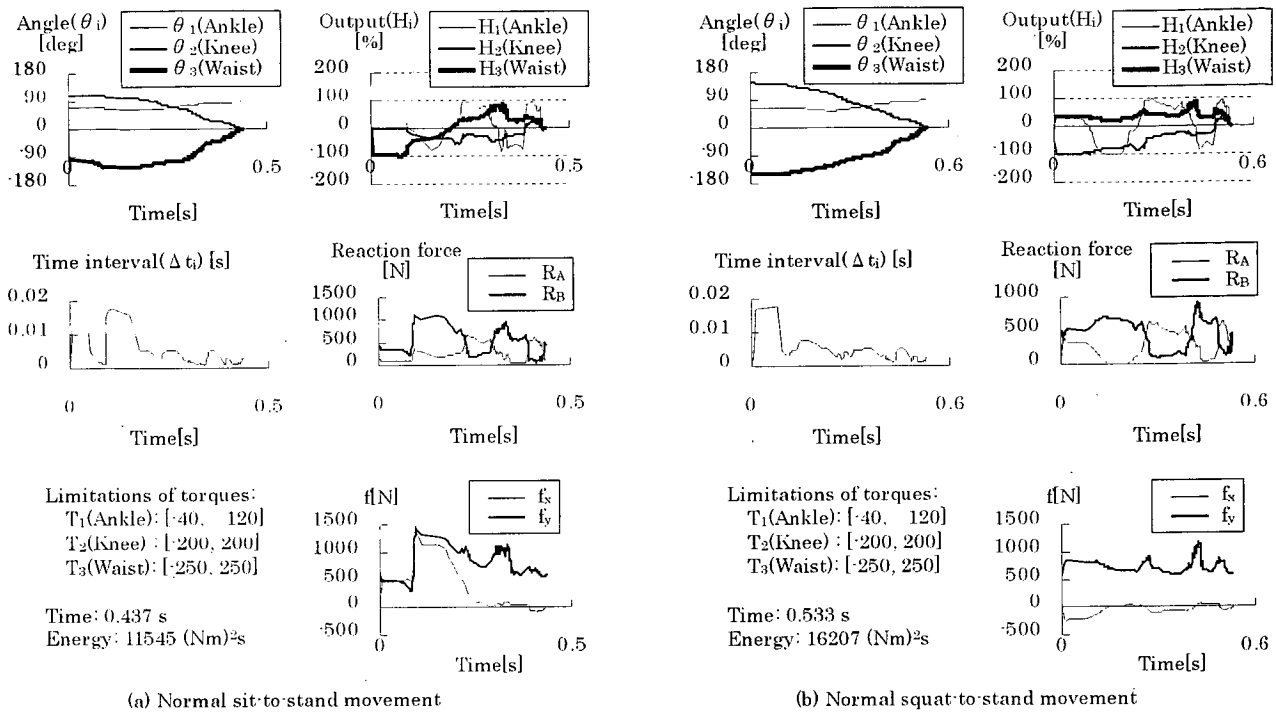 Angle(θi)
[deg]
θ1(Ankle)
θ2(Knee)
θ3(Waist)
180
90
0
-90
-180
0
0.5
Time[s]
Output(Hi)
[%]
H1(Ankle)
H2(Knee)
H3(Waist)
200
100
0
-100
-200
0
0.5
Time[s]
Time interval(Δti) [s]
0.02
0.01
0
0
0.5
Time[s]
Reaction force
[N]
RA
RB
1500
1000
500
0
0
0.5
Time[s]
Limitations of torques:
T1(Ankle): [-40, 120]
T2(Knee) : [-200, 200]
T3(Waist): [-250, 250]
Time: 0.437 s
Energy: 11545 (Nm)²s
f[N]
fx
fy
1500
1000
500
0
-500
0.5
Time[s]
(a) Normal sit-to-stand movement
Angle(θi)
[deg]
θ1(Ankle)
θ2(Knee)
θ3(Waist)
180
90
0
-90
-180
0
0.6
Time[s]
Output(Hi)
[%]
H1(Ankle)
H2(Knee)
H3(Waist)
200
100
0
-100
-200
0
0.6
Time[s]
Time interval(Δti) [s]
0.02
0.01
0
0
0.6
Time[s]
Reaction force
[N]
RA
RB
1000
500
0
0
0.6
Time[s]
Limitations of torques:
T1(Ankle): [-40, 120]
T2(Knee) : [-200, 200]
T3(Waist): [-250, 250]
Time: 0.533 s
Energy: 16207 (Nm)²s
f[N]
fx
fy
1500
1000
500
0
-500
0.6
Time[s]
(b) Normal squat-to-stand movement